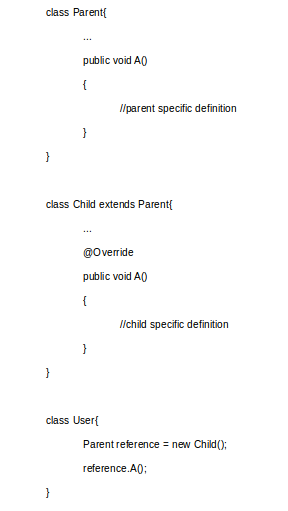 class Parent{
...
public void A()
{
//parent specific definition
}
}
class Child extends Parent{
...
@Override
public void A()
{
//child specific definition
}
}
class User{
Parent reference = new Child();
reference.A();
}